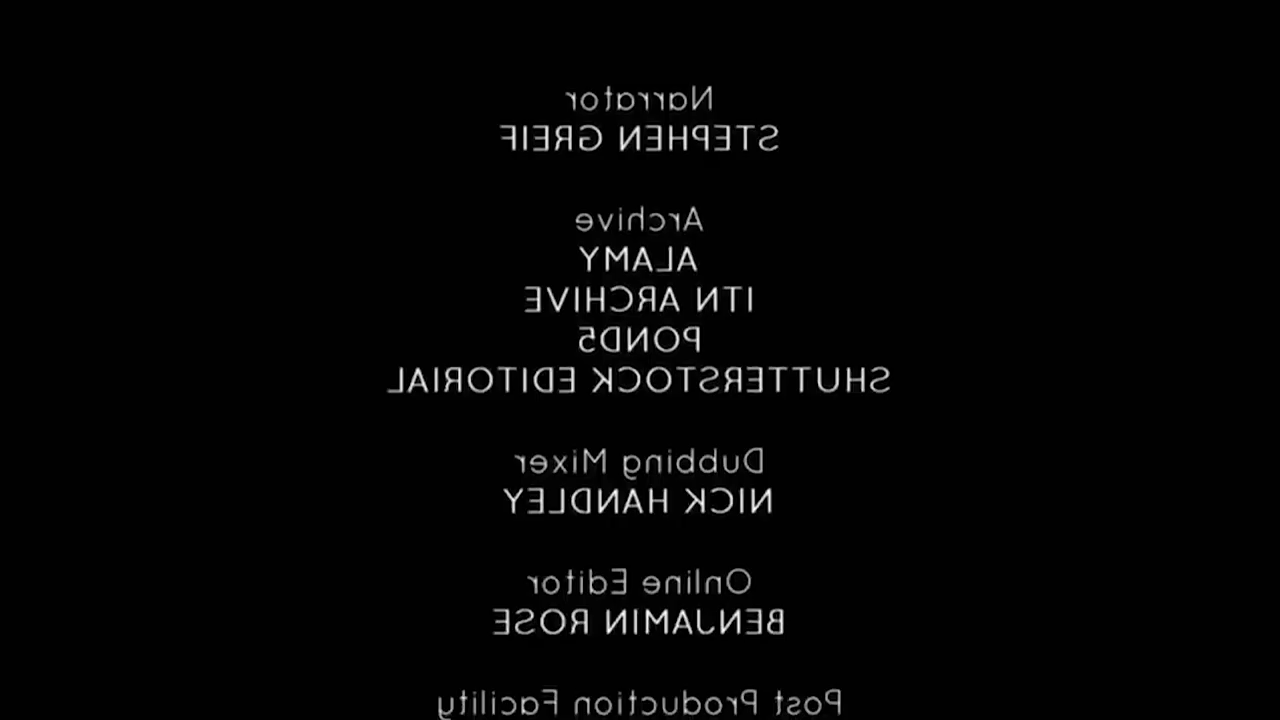 Narrator
STEPHEN GREIF
Archive
ALAMY
ITN ARCHIVE
POND5
SHUTTERSTOCK EDITORIAL
Dubbing Mixer
NICK HANDLEY
Online Editor
BENJAMIN ROSE
Post Production Facility